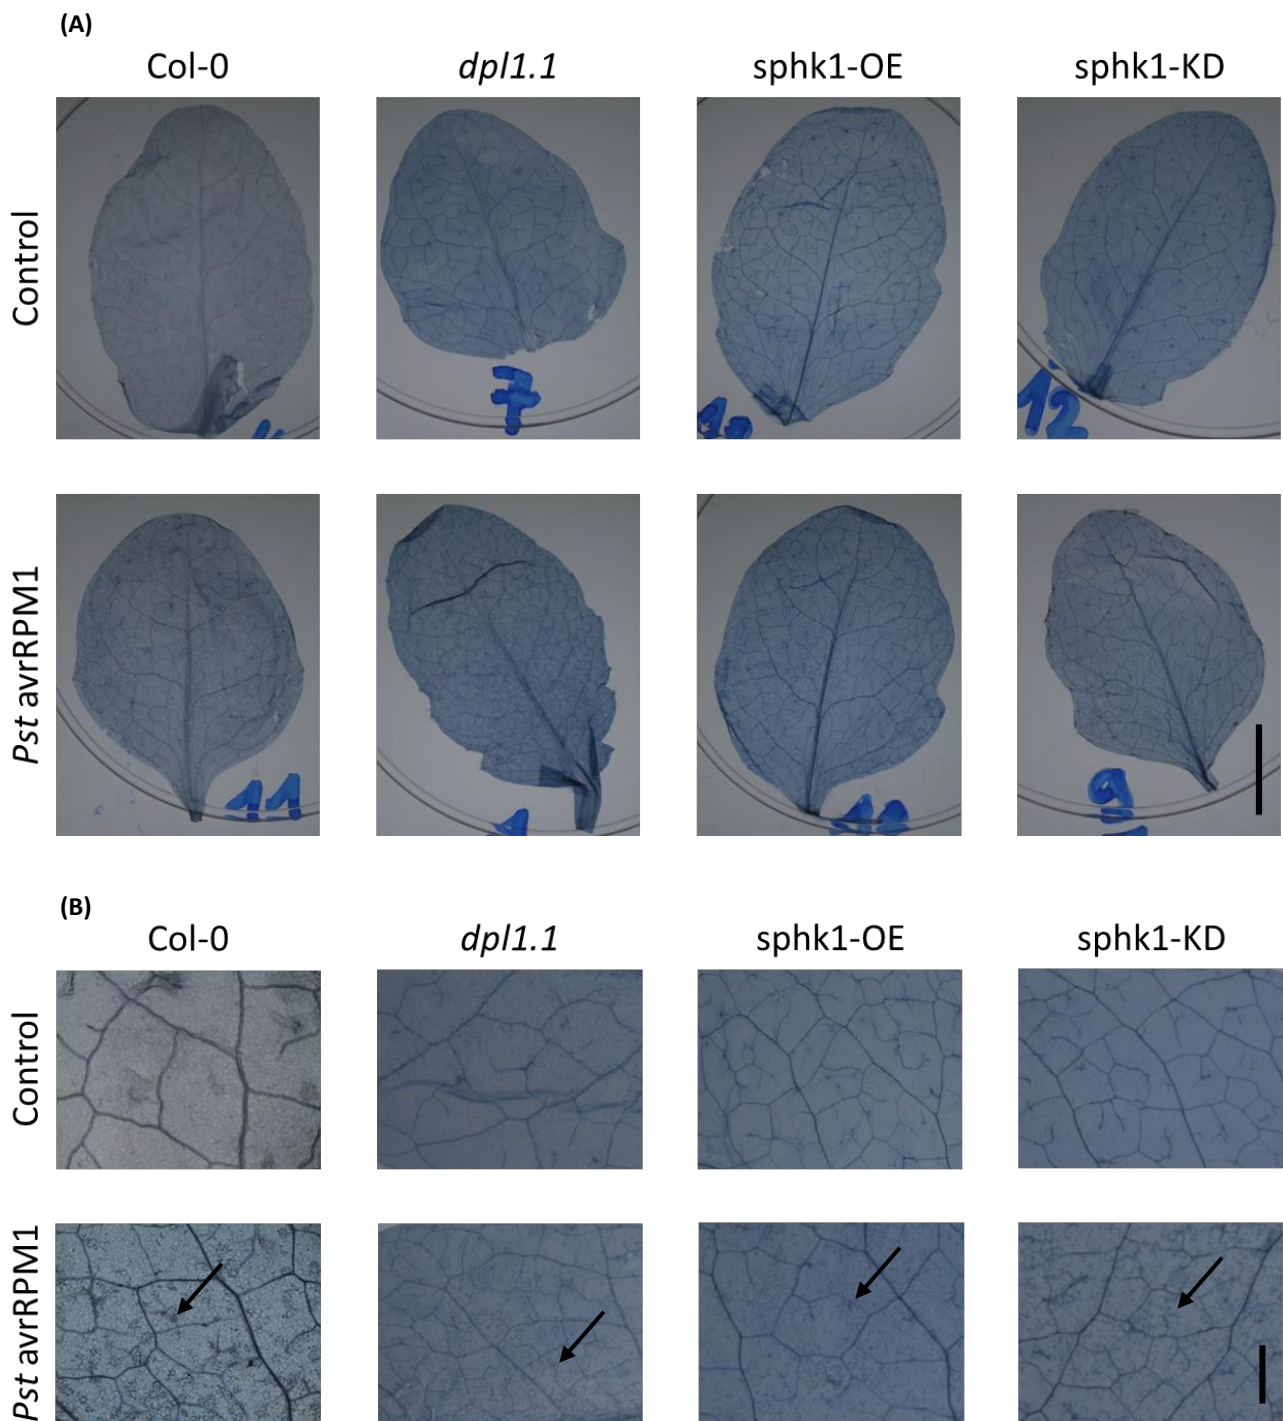 (A)
Col-0 dpl1.1 sphk1-OE sphk1-KD
Control
7
12
Pst avrRPM1
11
1
9
(B)
Col-0 dpl1.1 sphk1-OE sphk1-KD
Control
Pst avrRPM1